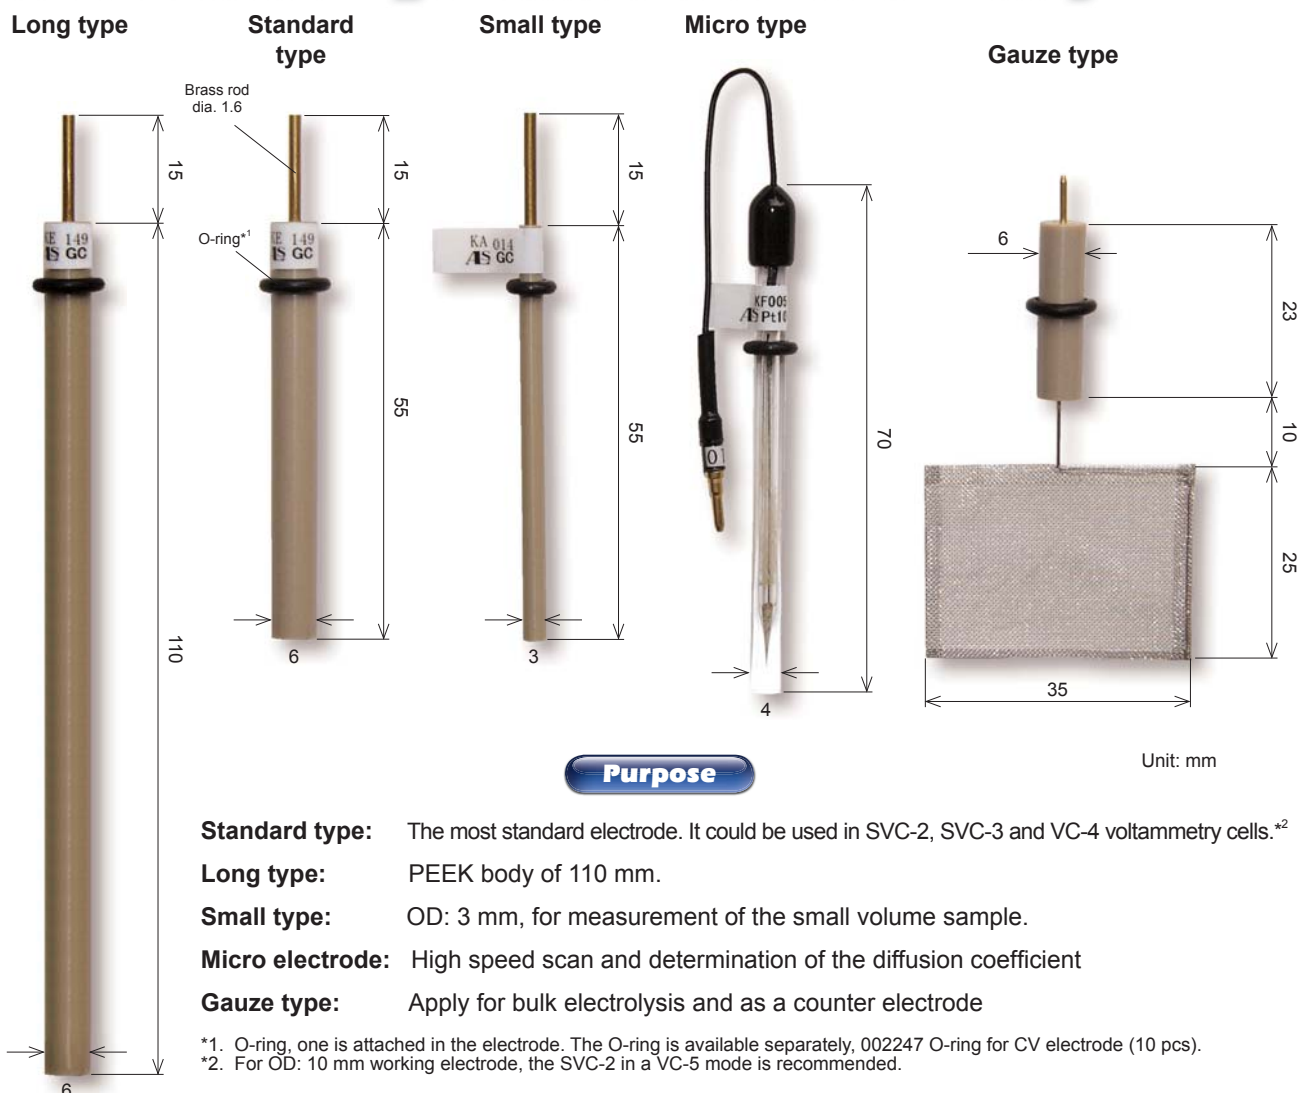 Long type
Standard
type
Small type
Micro type
Gauze type
Brass rod
dia. 1.6
15
15
15
KE 149
GC
O-ring*1
KE 149
GC
KA 014
ALS GC
KF005
Pt10
01
6
23
10
25
35
70
4
55
3
55
6
110
6
Unit: mm
Purpose
Standard type: The most standard electrode. It could be used in SVC-2, SVC-3 and VC-4 voltammetry cells.*2
Long type: PEEK body of 110 mm.
Small type: OD: 3 mm, for measurement of the small volume sample.
Micro electrode: High speed scan and determination of the diffusion coefficient
Gauze type: Apply for bulk electrolysis and as a counter electrode
*1. O-ring, one is attached in the electrode. The O-ring is available separately, 002247 O-ring for CV electrode (10 pcs).
*2. For OD: 10 mm working electrode, the SVC-2 in a VC-5 mode is recommended.